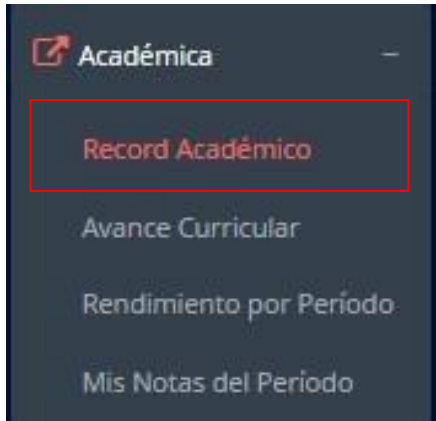 Académica
Record Académico
Avance Curricular
Rendimiento por Período
Mis Notas del Período